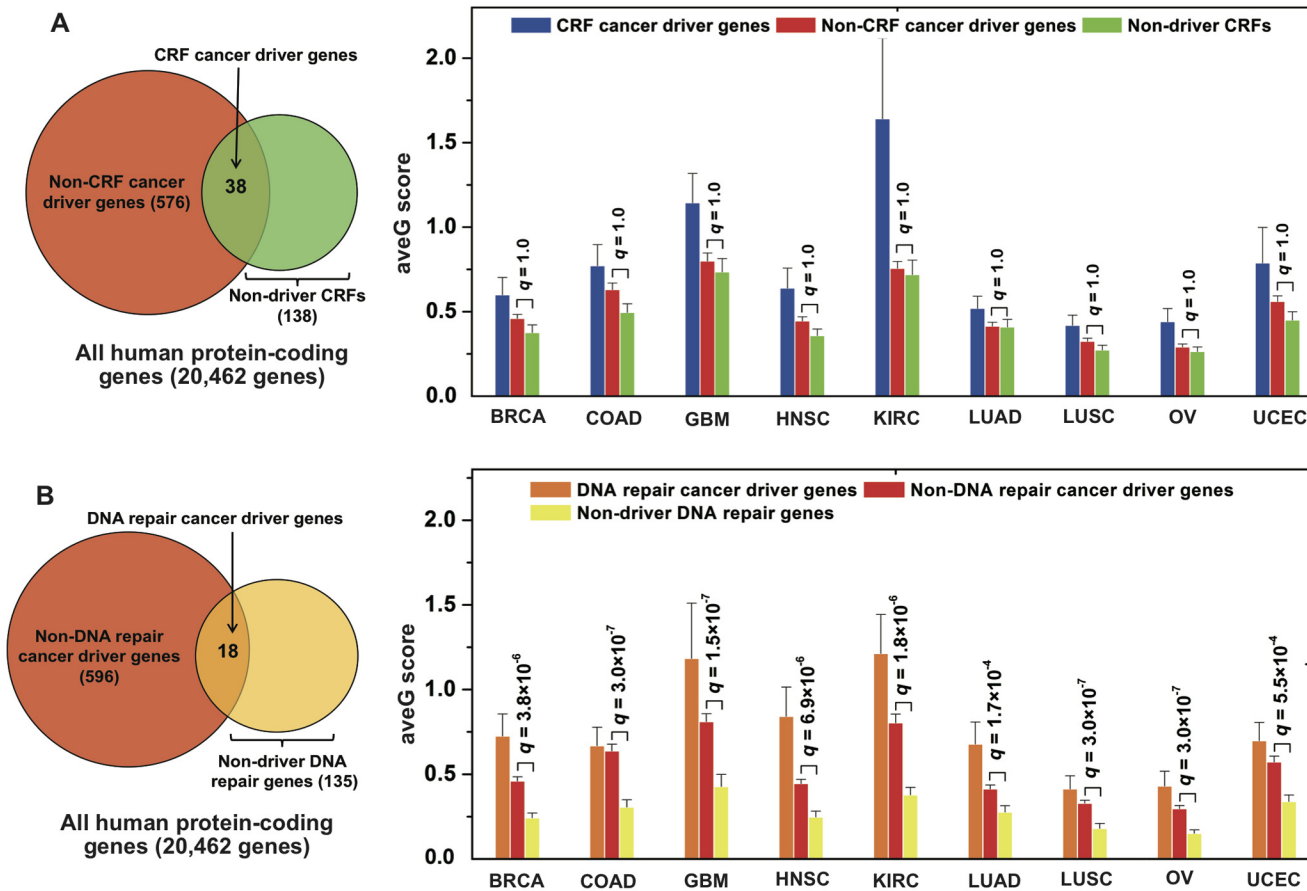 A
CRF cancer driver genes
Non-CRF cancer
driver genes (576)
38
Non-driver CRFs
(138)
All human protein-coding
genes (20,462 genes)
CRF cancer driver genes
Non-CRF cancer driver genes
Non-driver CRFs
aveG score
2.0
1.5
1.0
0.5
0.0
q = 1.0
q = 1.0
q = 1.0
q = 1.0
q = 1.0
q = 1.0
q = 1.0
q = 1.0
q = 1.0
BRCA
COAD
GBM
HNSC
KIRC
LUAD
LUSC
OV
UCEC
B
DNA repair cancer driver genes
Non-DNA repair
cancer driver genes
(596)
18
Non-driver DNA
repair genes (135)
All human protein-coding
genes (20,462 genes)
DNA repair cancer driver genes
Non-DNA repair cancer driver genes
Non-driver DNA repair genes
aveG score
2.0
1.5
1.0
0.5
0.0
q = 3.8×10⁻⁶
q = 3.0×10⁻⁷
q = 1.5×10⁻⁷
q = 6.9×10⁻⁶
q = 1.8×10⁻⁶
q = 1.7×10⁻⁴
q = 3.0×10⁻⁷
q = 3.0×10⁻⁷
q = 5.5×10⁻⁴
BRCA
COAD
GBM
HNSC
KIRC
LUAD
LUSC
OV
UCEC